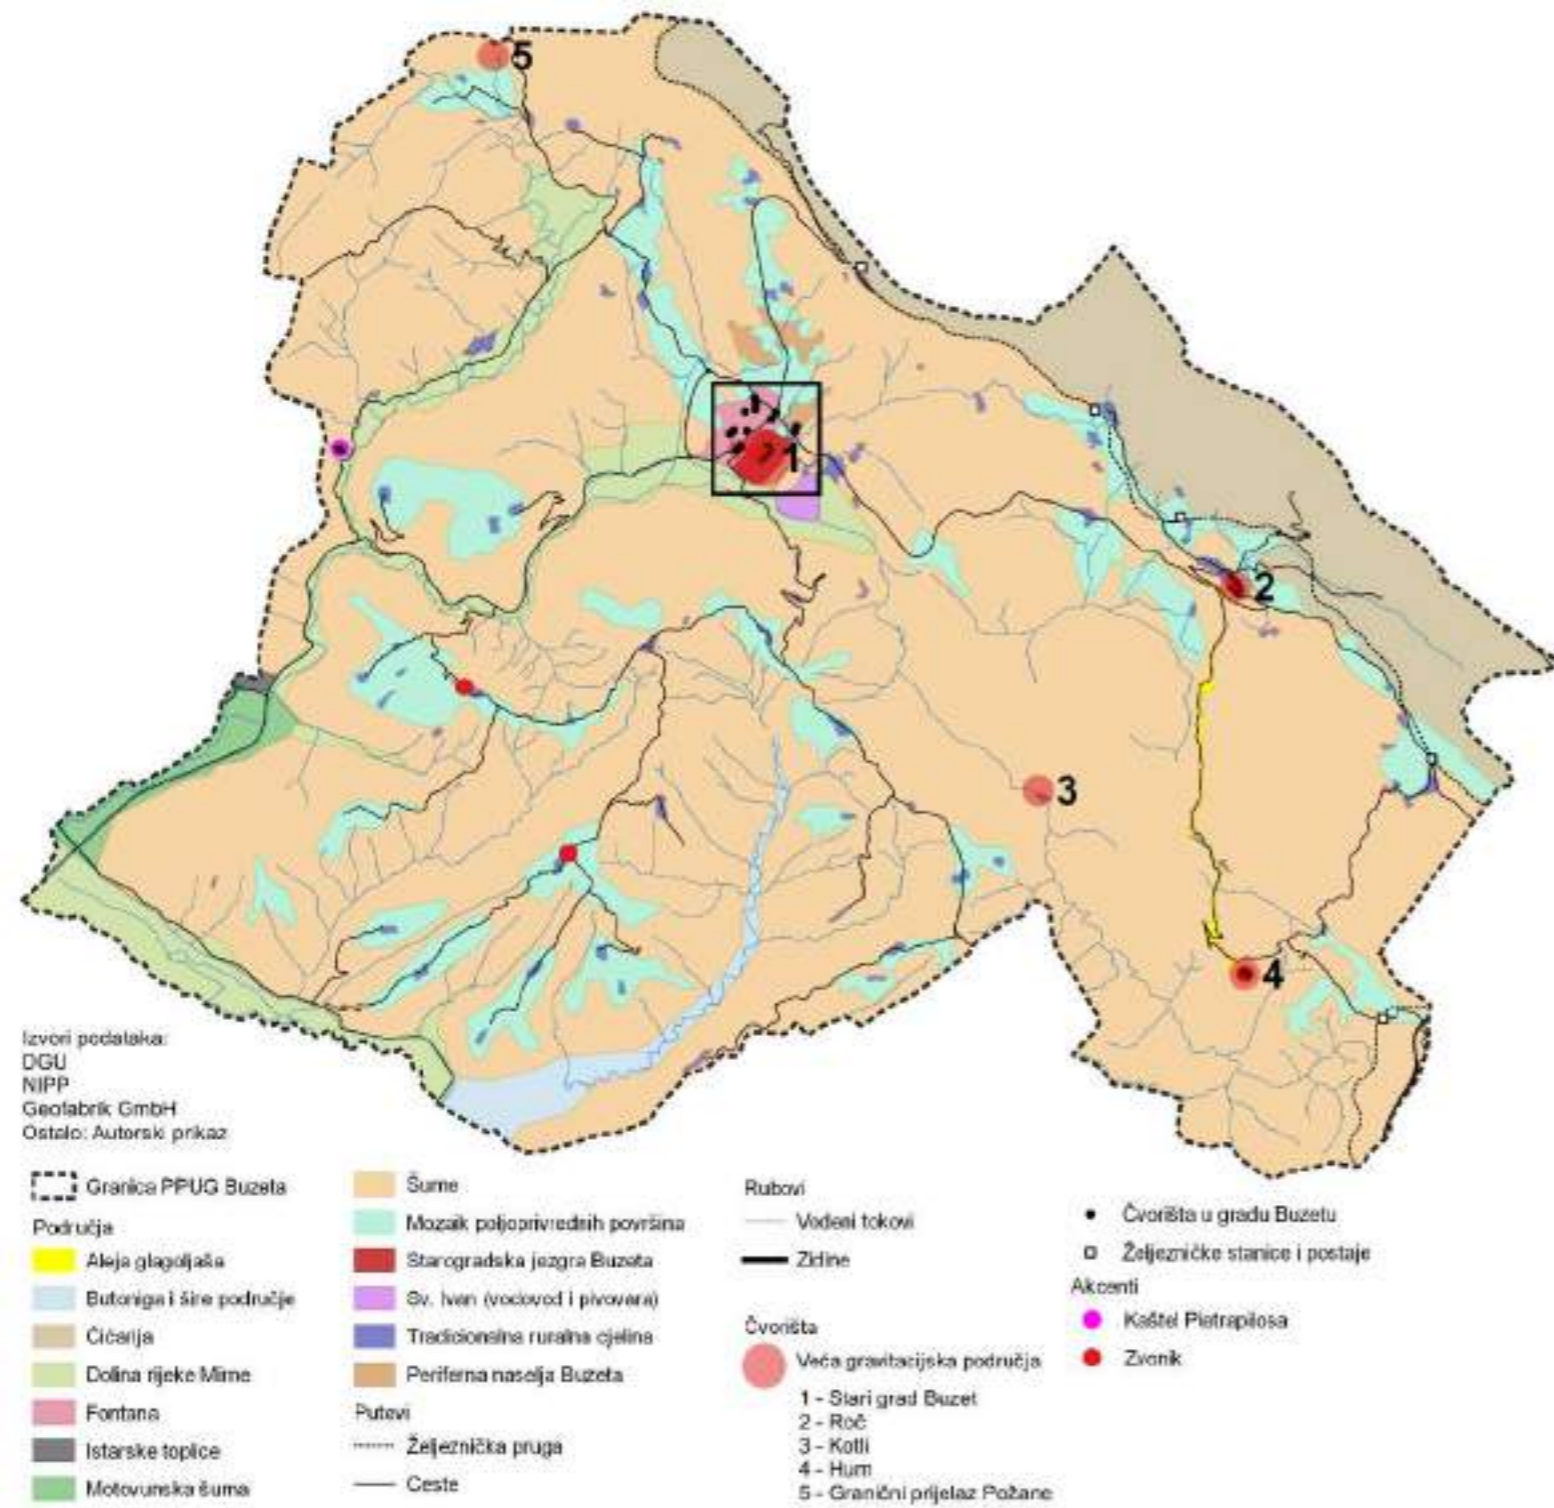 5
1
2
3
4
Izvori podataka:
DGU
NIPP
Geofabrik GmbH
Ostalo: Autorski prikaz
Granica PPUG Buzeta
Područja
Aleja glagoljaša
Butoniga i šire područje
Ćićarija
Dolina rijeke Mirne
Fontana
Istarske toplice
Motovunska šuma
Šume
Mozaik poljoprivrednih površina
Starogradska jezgra Buzeta
Sv. Ivan (vodovod i pivovara)
Tradicionalna ruralna cjelina
Periferna naselja Buzeta
Putevi
Željeznička pruga
Ceste
Rubovi
Vodeni tokovi
Zidine
Čvorišta
Veća gravitacijska područja
1 - Stari grad Buzet
2 - Roč
3 - Kotli
4 - Hum
5 - Granični prijelaz Požane
Čvorišta u gradu Buzetu
Željezničke stanice i postaje
Akcenti
Kaštel Pietrapilosa
Zvonik